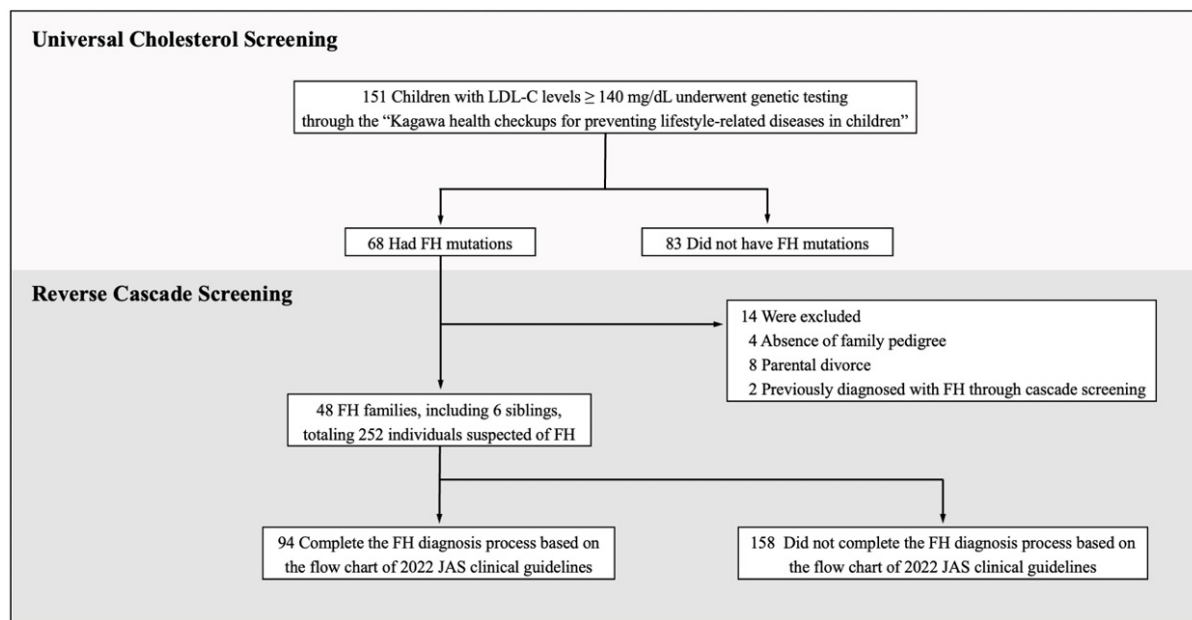 Universal Cholesterol Screening
151 Children with LDL-C levels ≥ 140 mg/dL underwent genetic testing
through the “Kagawa health checkups for preventing lifestyle-related diseases in children”
68 Had FH mutations
83 Did not have FH mutations
Reverse Cascade Screening
14 Were excluded
4 Absence of family pedigree
8 Parental divorce
2 Previously diagnosed with FH through cascade screening
48 FH families, including 6 siblings,
totaling 252 individuals suspected of FH
94 Complete the FH diagnosis process based on
the flow chart of 2022 JAS clinical guidelines
158 Did not complete the FH diagnosis process based on
the flow chart of 2022 JAS clinical guidelines